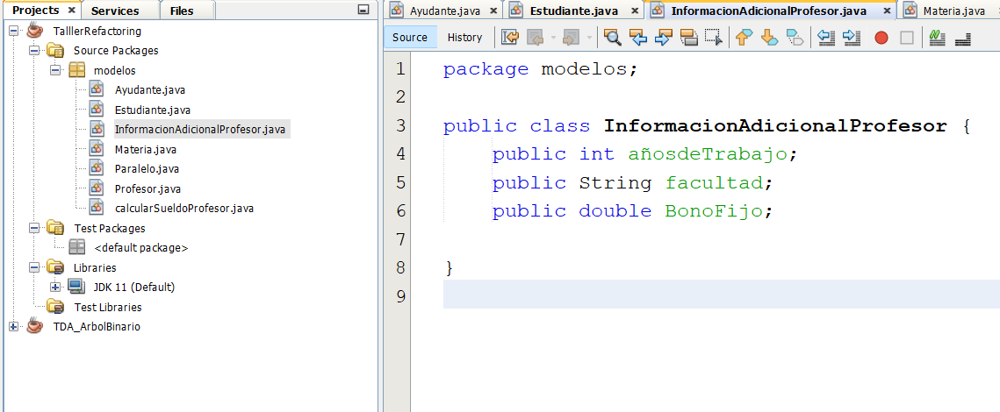 Projects
Services
Files
TalllerRefactoring
Source Packages
modelos
Ayudante.java
Estudiante.java
InformacionAdicionalProfesor.java
Materia.java
Paralelo.java
Profesor.java
calcularSueldoProfesor.java
Test Packages
<default package>
Libraries
JDK 11 (Default)
Test Libraries
TDA_ArbolBinario
Ayudante.java
Estudiante.java
InformacionAdicionalProfesor.java
Materia.java
Source
History
1 package modelos;
2
3 public class InformacionAdicionalProfesor {
4 public int añosdeTrabajo;
5 public String facultad;
6 public double BonoFijo;
7
8 }
9